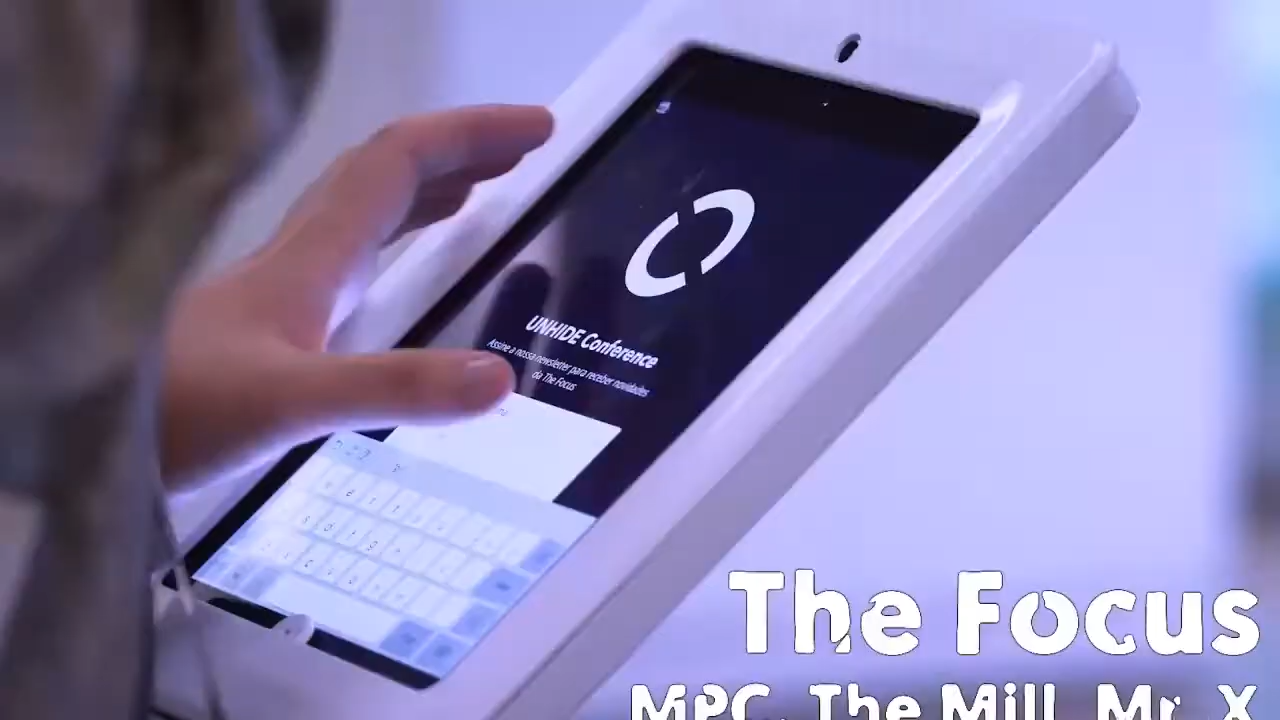 UNHIDE Conference
Assine a nossa newsletter para receber novidades
da The Focus
The Focus
MPC, The Mill, Mr. X